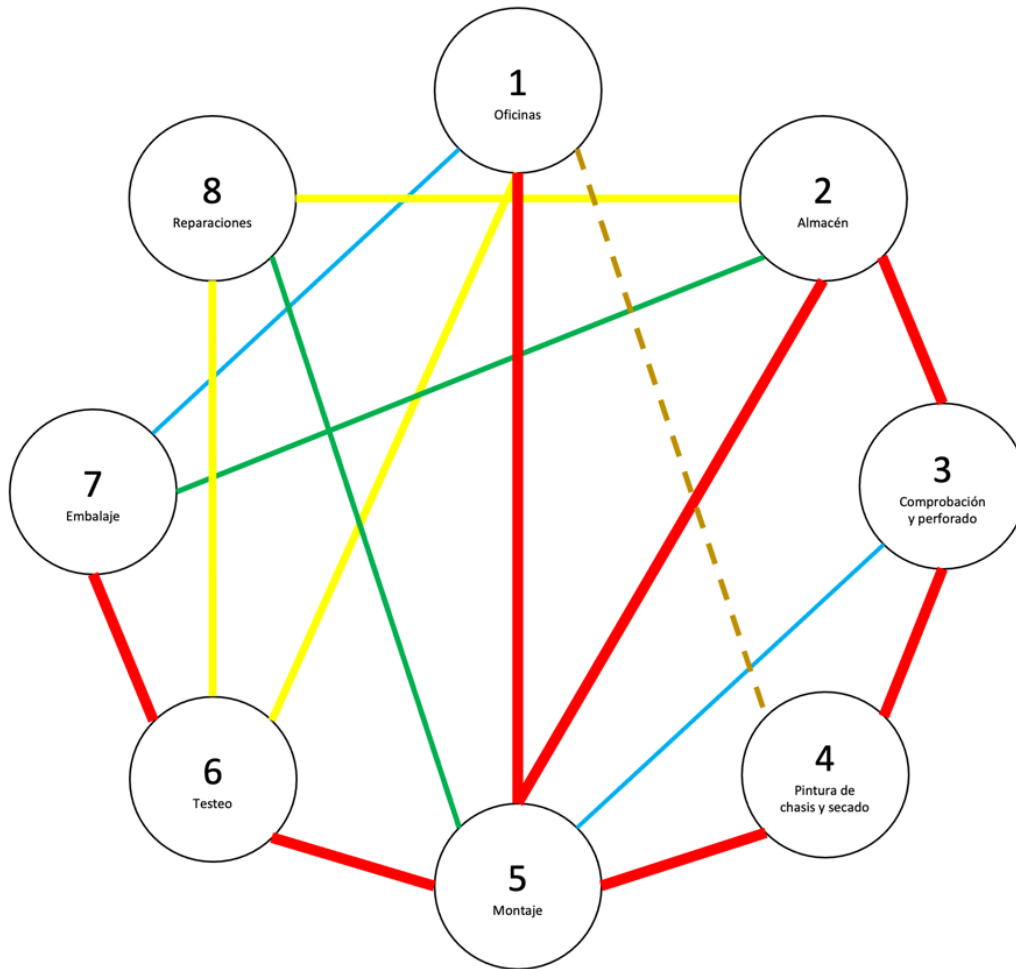 1
Oficinas
2
Almacén
3
Comprobación
y perforado
4
Pintura de
chasis y secado
5
Montaje
6
Testeo
7
Embalaje
8
Reparaciones